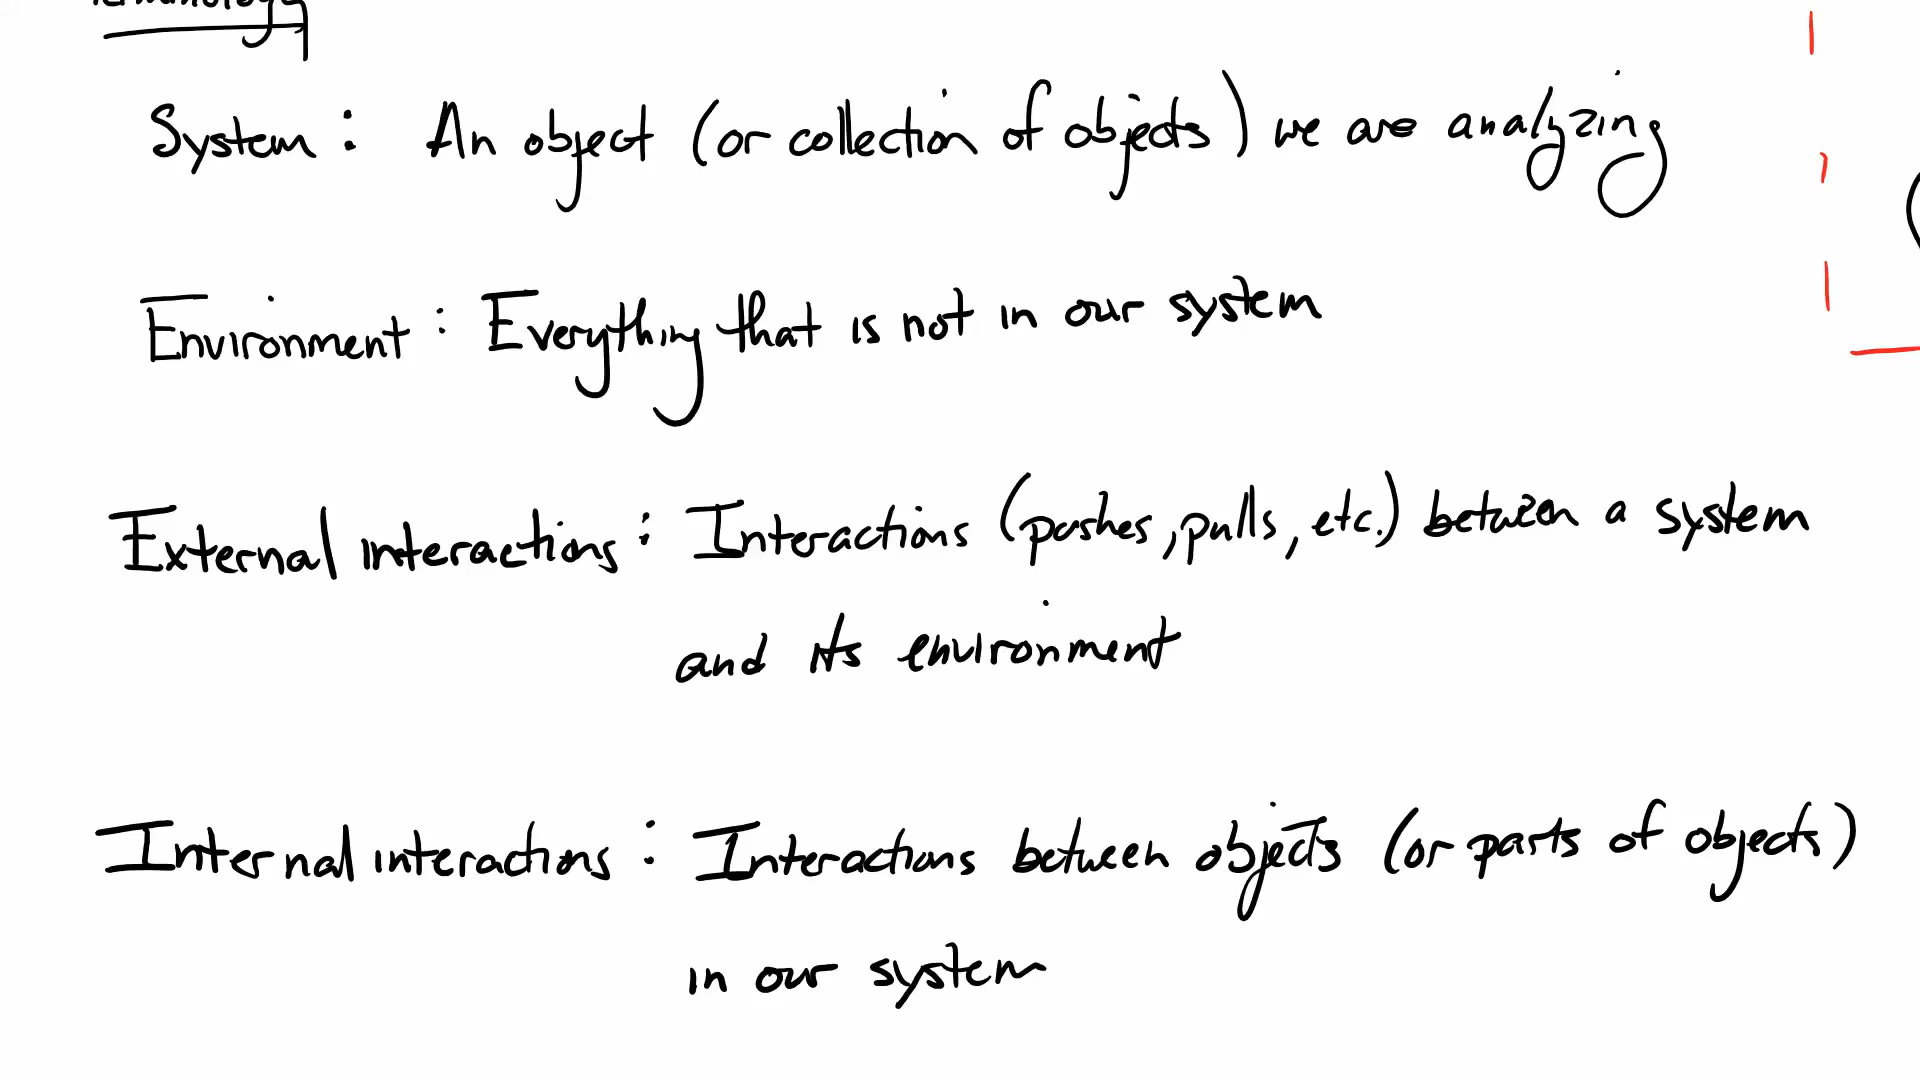 Terminology
System: An object (or collection of objects) we are analyzing
Environment: Everything that is not in our system
External interactions: Interactions (pushes, pulls, etc.) between a system
and its environment
Internal interactions: Interactions between objects (or parts of objects)
in our system